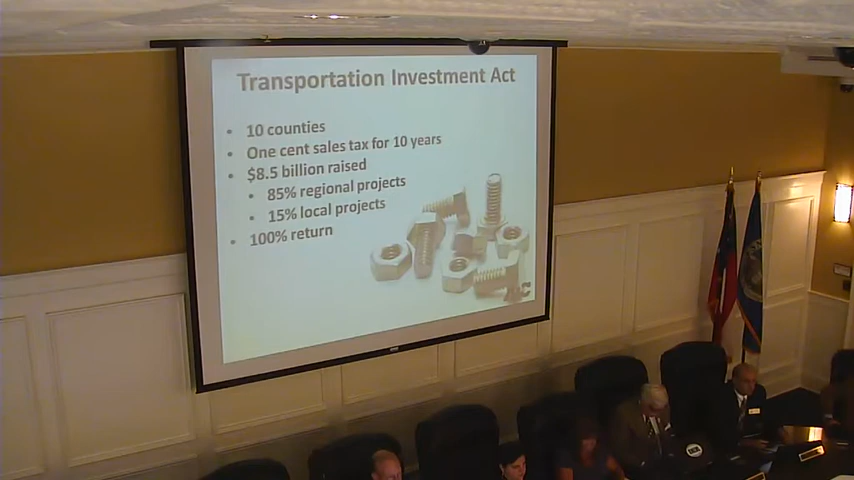 Transportation Investment Act
• 10 counties
• One cent sales tax for 10 years
• $8.5 billion raised
• 85% regional projects
• 15% local projects
• 100% return